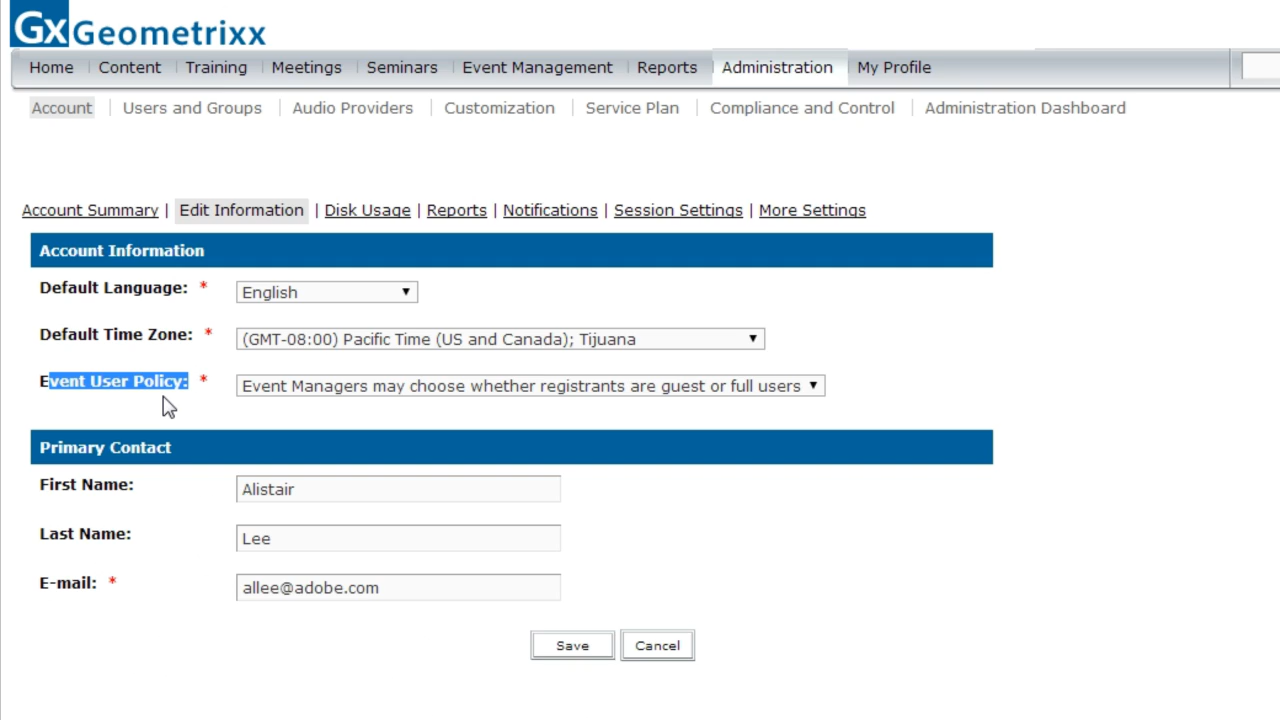 Gx Geometrixx
Home Content Training Meetings Seminars Event Management Reports Administration My Profile
Account Users and Groups Audio Providers Customization Service Plan Compliance and Control Administration Dashboard
Account Summary | Edit Information | Disk Usage | Reports | Notifications | Session Settings | More Settings
Account Information
Default Language: * English
Default Time Zone: * (GMT-08:00) Pacific Time (US and Canada); Tijuana
Event User Policy: * Event Managers may choose whether registrants are guest or full users
Primary Contact
First Name: Alistair
Last Name: Lee
E-mail: * allee@adobe.com
Save Cancel